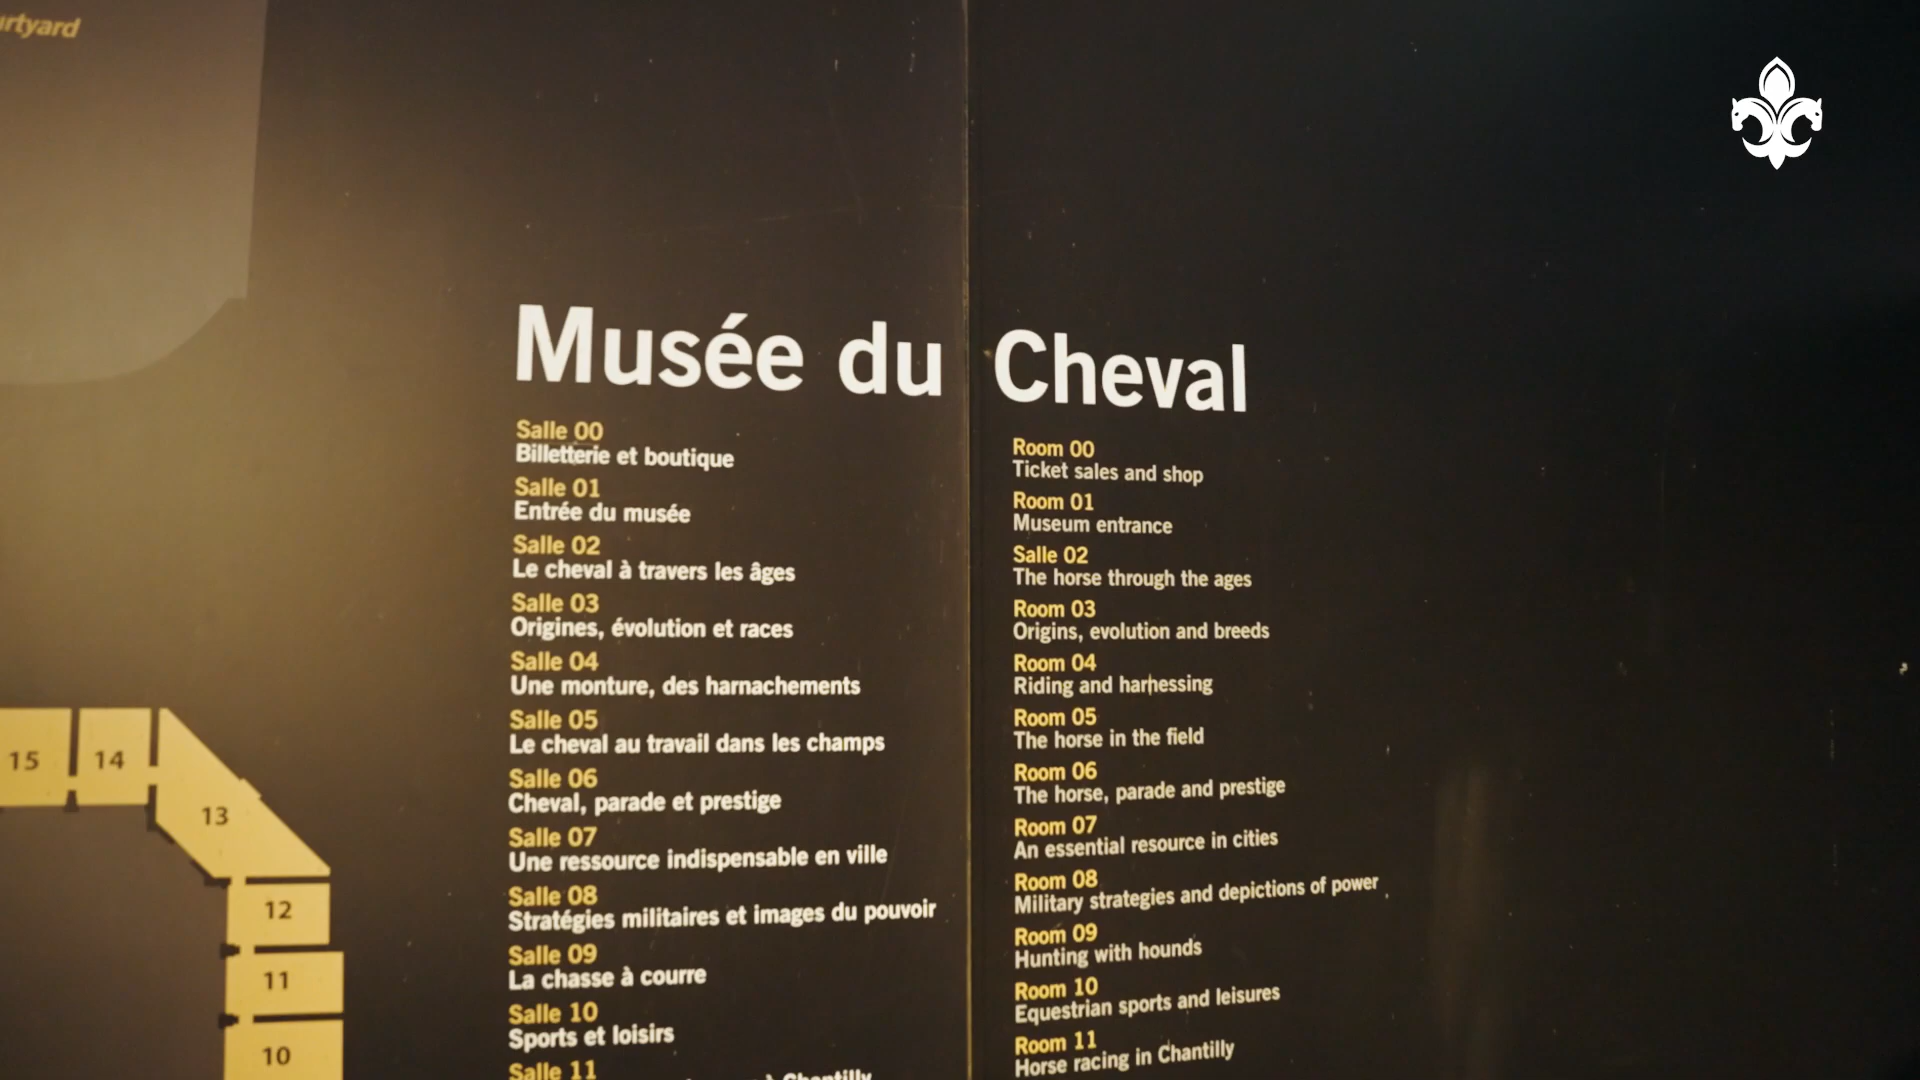 Musée du Cheval
Salle 00
Billetterie et boutique
Salle 01
Entrée du musée
Salle 02
Le cheval à travers les âges
Salle 03
Origines, évolution et races
Salle 04
Une monture, des harnachements
Salle 05
Le cheval au travail dans les champs
Salle 06
Cheval, parade et prestige
Salle 07
Une ressource indispensable en ville
Salle 08
Stratégies militaires et images du pouvoir
Salle 09
La chasse à courre
Salle 10
Sports et loisirs
Salle 11
à Chantilly
Room 00
Ticket sales and shop
Room 01
Museum entrance
Salle 02
The horse through the ages
Room 03
Origins, evolution and breeds
Room 04
Riding and harnessing
Room 05
The horse in the field
Room 06
The horse, parade and prestige
Room 07
An essential resource in cities
Room 08
Military strategies and depictions of power
Room 09
Hunting with hounds
Room 10
Equestrian sports and leisures
Room 11
Horse racing in Chantilly
15
14
13
12
11
10